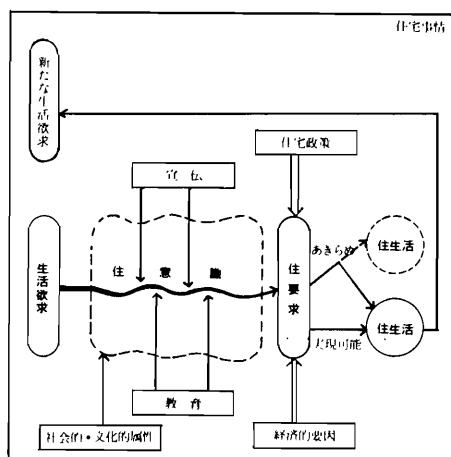 住宅事情
新たな生活欲求
宣伝
住宅政策
生活欲求
住意識
住要求
あきらめ
住生活
住生活
実現可能
教育
社会的・文化的属性
経済的要因